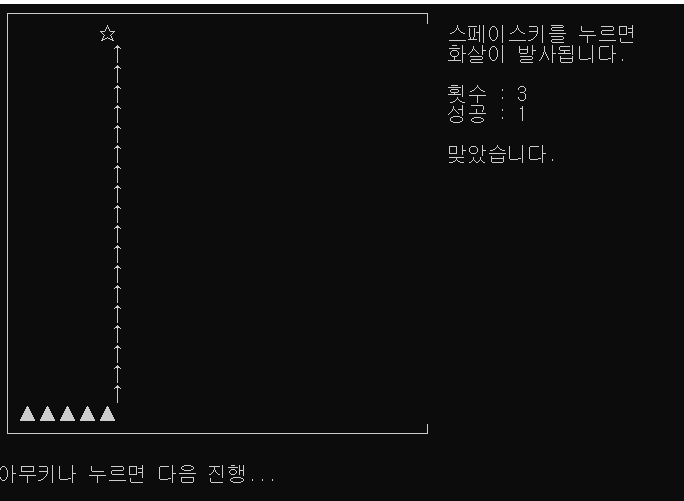 스페이스키를 누르면
화살이 발사됩니다.
횟수 : 3
성공 : 1
맞았습니다.
아무키나 누르면 다음 진행...